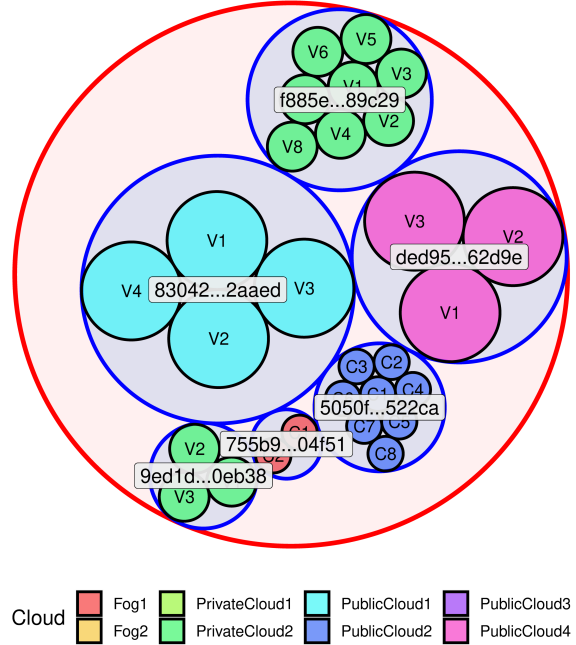 V5
V6
V3
V1
f885e...89c29
V2
V4
V8
V3
V2
V1
ded95...62d9e
V4
83042...2aaed
V3
V2
V1
C3
C2
C1
C4
5050f...522ca
C7
C5
C8
C1
755b9...04f51
C2
V2
9ed1d...0eb38
V3
Cloud
Fog1
PrivateCloud1
PublicCloud1
PublicCloud3
Fog2
PrivateCloud2
PublicCloud2
PublicCloud4